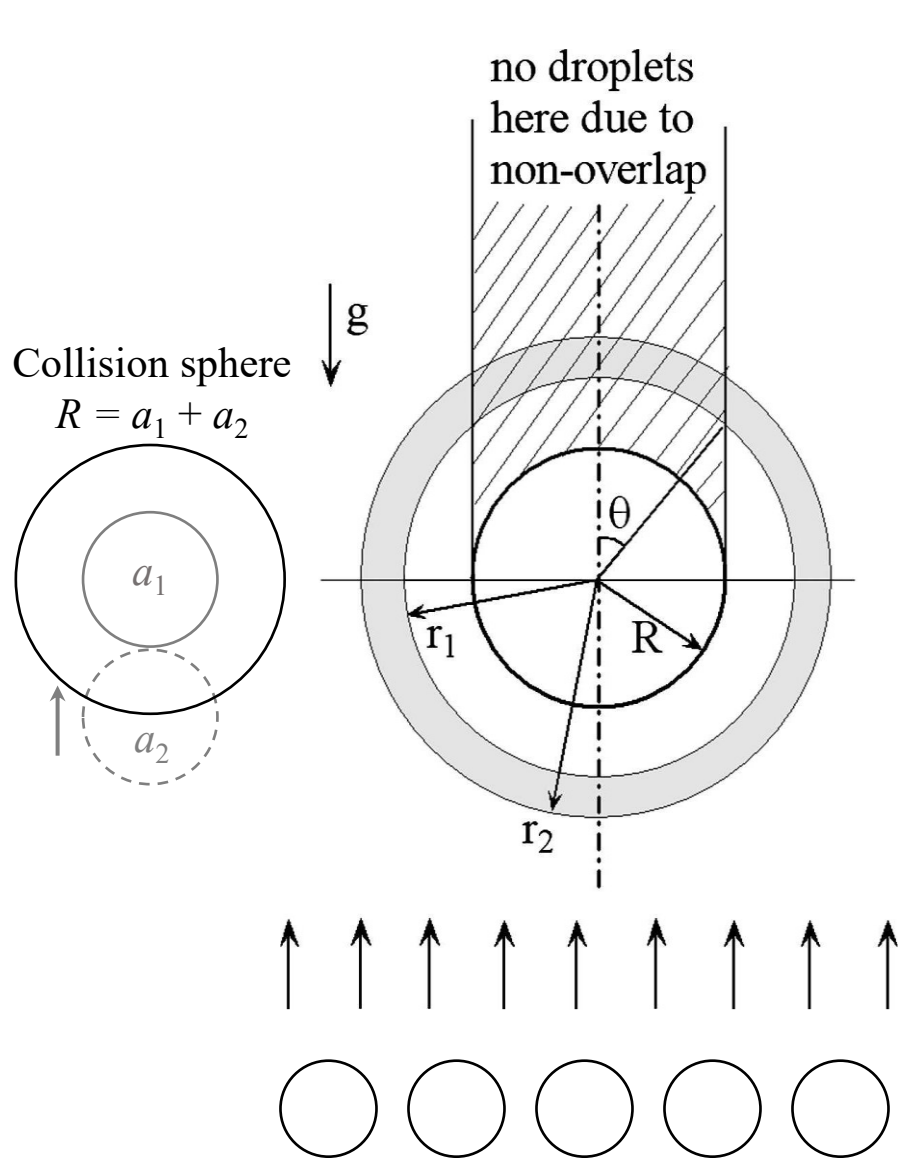 no droplets
here due to
non-overlap
g
Collision sphere
R = a₁ + a₂
θ
a₁
R
r₁
a₂
r₂